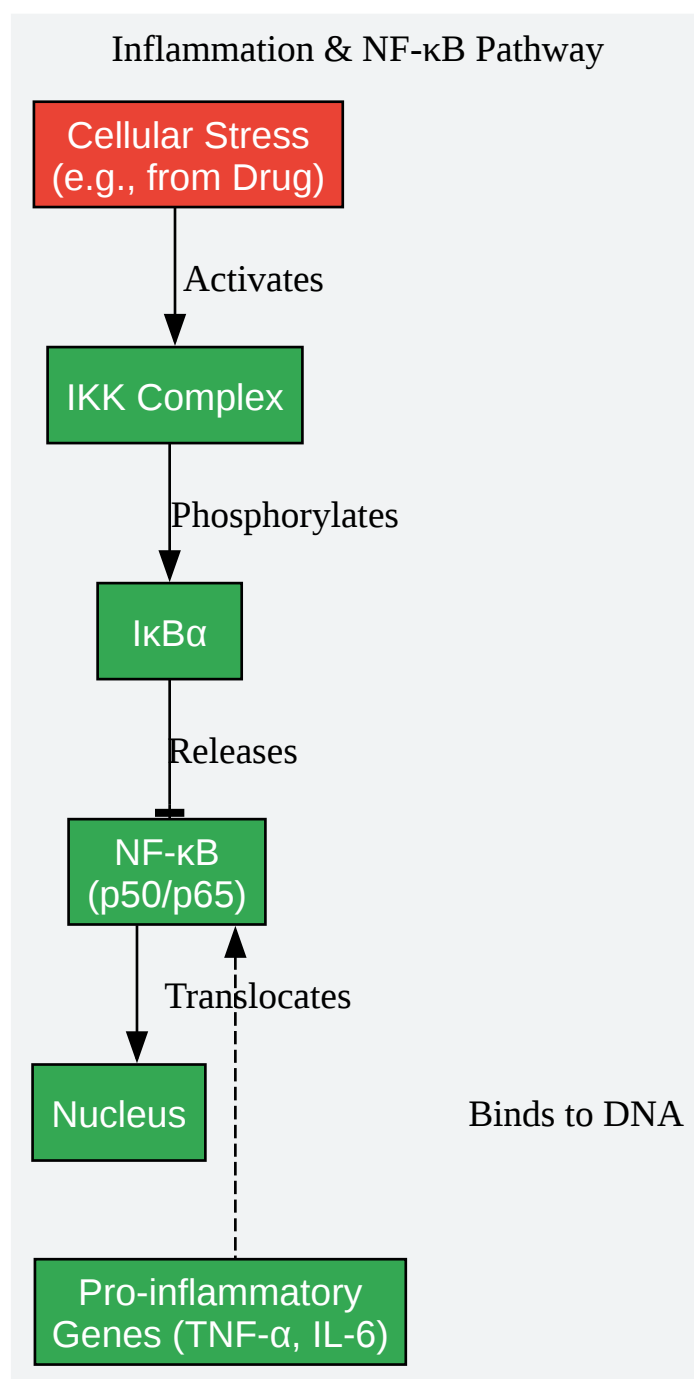 Inflammation & NF-κB Pathway
Cellular Stress
(e.g., from Drug)
Activates
IKK Complex
Phosphorylates
IκBα
Releases
NF-κB
(p50/p65)
Translocates
Nucleus
Binds to DNA
Pro-inflammatory
Genes (TNF-α, IL-6)